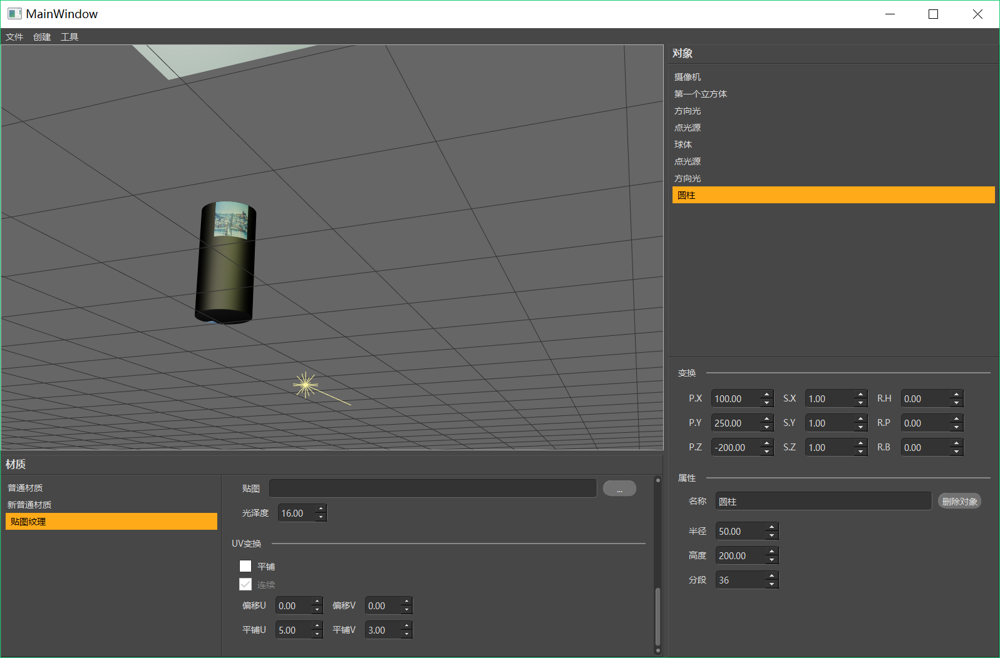 MainWindow
文件 创建 工具
对象
摄像机
第一个立方体
方向光
点光源
球体
点光源
方向光
圆柱
变换
P.X 100.00 S.X 1.00 R.H 0.00
P.Y 250.00 S.Y 1.00 R.P 0.00
P.Z -200.00 S.Z 1.00 R.B 0.00
属性
名称 圆柱 删除对象
半径 50.00
高度 200.00
分段 36
材质
普通材质
新普通材质
贴图纹理
贴图 ...
光泽度 16.00
UV变换
平铺
连续
偏移U 0.00 偏移V 0.00
平铺U 5.00 平铺V 3.00